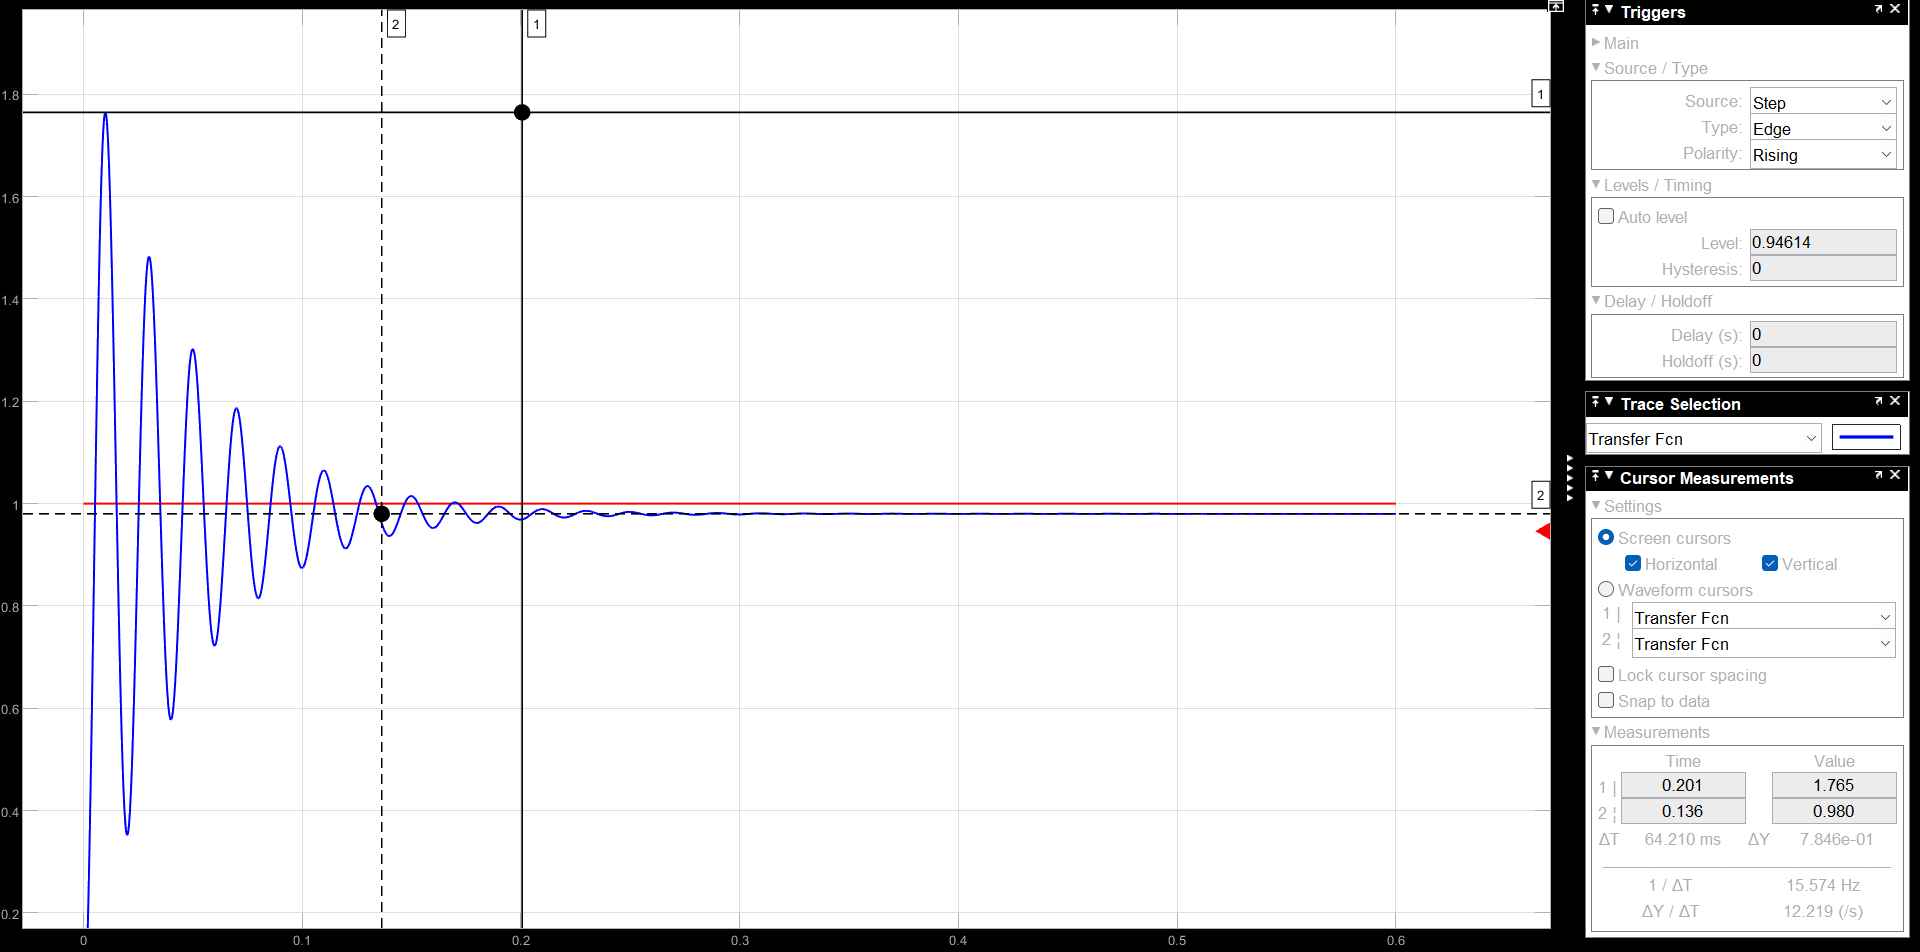 2
1
1.8
1.6
1.4
1.2
1
0.8
0.6
0.4
0.2
0
0.1
0.2
0.3
0.4
0.5
0.6
1
2
Triggers
Main
Source / Type
Source: Step
Type: Edge
Polarity: Rising
Levels / Timing
Auto level
Level: 0.94614
Hysteresis: 0
Delay / Holdoff
Delay (s): 0
Holdoff (s): 0
Trace Selection
Transfer Fcn
Cursor Measurements
Settings
Screen cursors
Horizontal Vertical
Waveform cursors
1 | Transfer Fcn
2 ¦ Transfer Fcn
Lock cursor spacing
Snap to data
Measurements
Time Value
1 | 0.201 1.765
2 ¦ 0.136 0.980
ΔT 64.210 ms ΔY 7.846e-01
1 / ΔT 15.574 Hz
ΔY / ΔT 12.219 (/s)